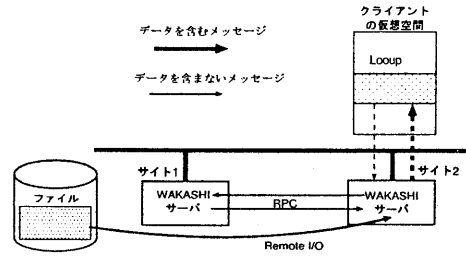 クライアント
の仮想空間
データを含むメッセージ
Looup
データを含まないメッセージ
サイト1
サイト2
ファイル
WAKASHI
サーバ
RPC
WAKASHI
サーバ
Remote I/O